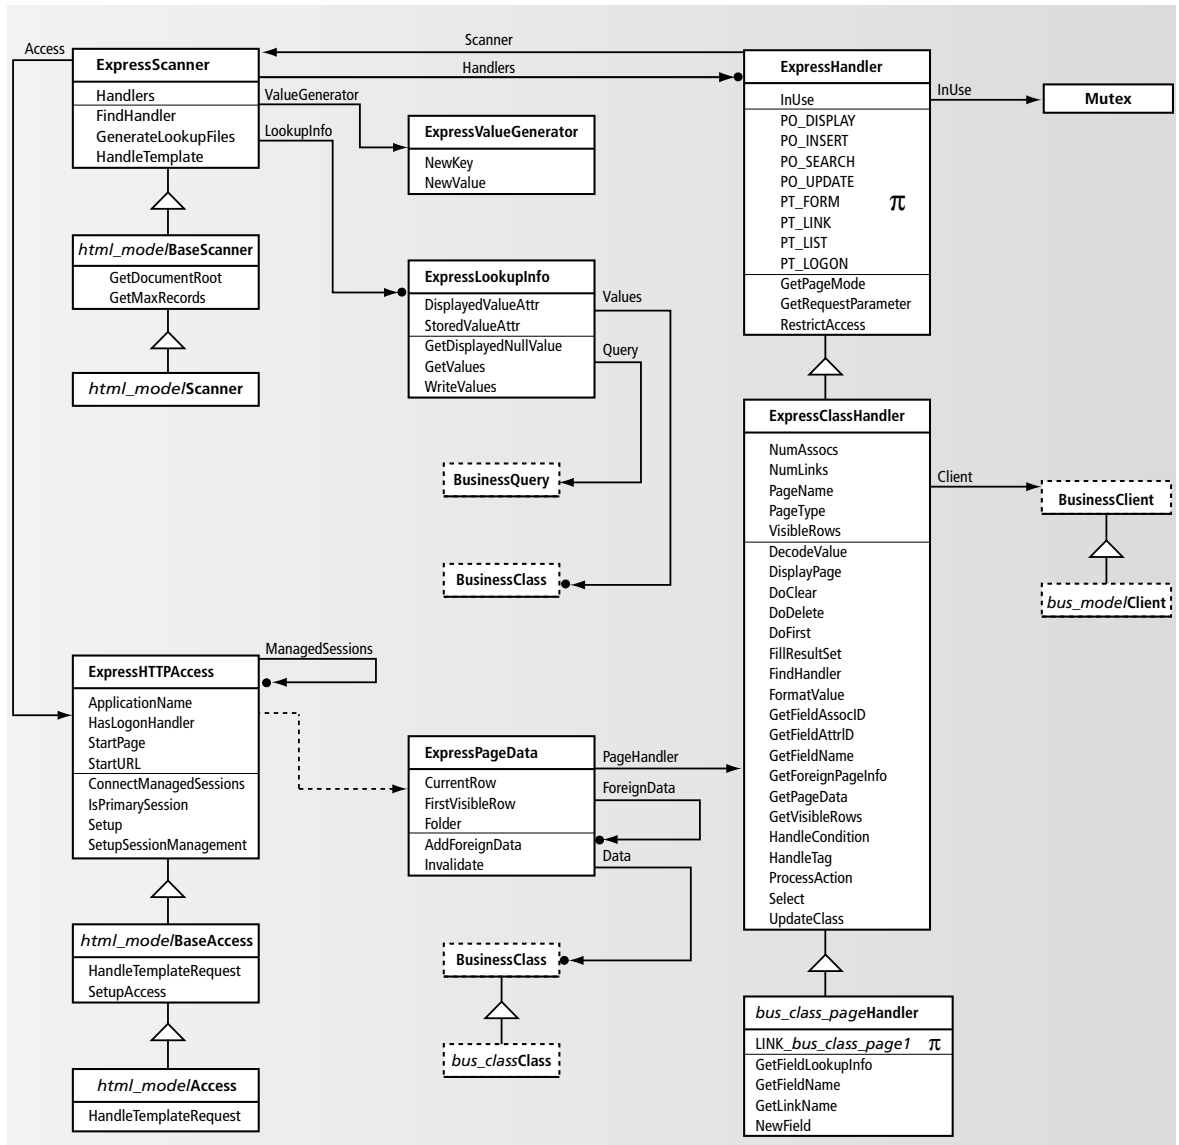 Access
Scanner
ExpressScanner
Handlers
Handlers
FindHandler
GenerateLookupFiles
HandleTemplate
ValueGenerator
LookupInfo
html_modelBaseScanner
GetDocumentRoot
GetMaxRecords
html_modelScanner
ExpressValueGenerator
NewKey
NewValue
ExpressLookupInfo
DisplayedValueAttr
StoredValueAttr
GetDisplayedNullValue
GetValues
WriteValues
Values
Query
BusinessQuery
BusinessClass
ExpressHandler
InUse
PO_DISPLAY
PO_INSERT
PO_SEARCH
PO_UPDATE
PT_FORM π
PT_LINK
PT_LIST
PT_LOGON
GetPageMode
GetRequestParameter
RestrictAccess
InUse
Mutex
ExpressClassHandler
NumAssocs
NumLinks
PageName
PageType
VisibleRows
DecodeValue
DisplayPage
DoClear
DoDelete
DoFirst
FillResultSet
FindHandler
FormatValue
GetFieldAssocID
GetFieldAttrID
GetFieldName
GetForeignPageInfo
GetPageData
GetVisibleRows
HandleCondition
HandleTag
ProcessAction
Select
UpdateClass
Client
BusinessClient
bus_modelClient
ManagedSessions
ExpressHTTPAccess
ApplicationName
HasLogonHandler
StartPage
StartURL
ConnectManagedSessions
IsPrimarySession
Setup
SetupSessionManagement
html_modelBaseAccess
HandleTemplateRequest
SetupAccess
html_modelAccess
HandleTemplateRequest
ExpressPageData
CurrentRow
FirstVisibleRow
Folder
AddForeignData
Invalidate
PageHandler
ForeignData
Data
BusinessClass
bus_classClass
bus_class_pageHandler
LINK_bus_class_page1 π
GetFieldLookupInfo
GetFieldName
GetLinkName
NewField